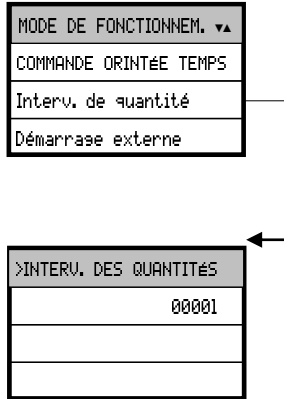 MODE DE FONCTIONNEM. ▼▲
COMMANDE ORINTÉE TEMPS
Interv. de quantité
Démarrage externe
>INTERV. DES QUANTITÉS
00001